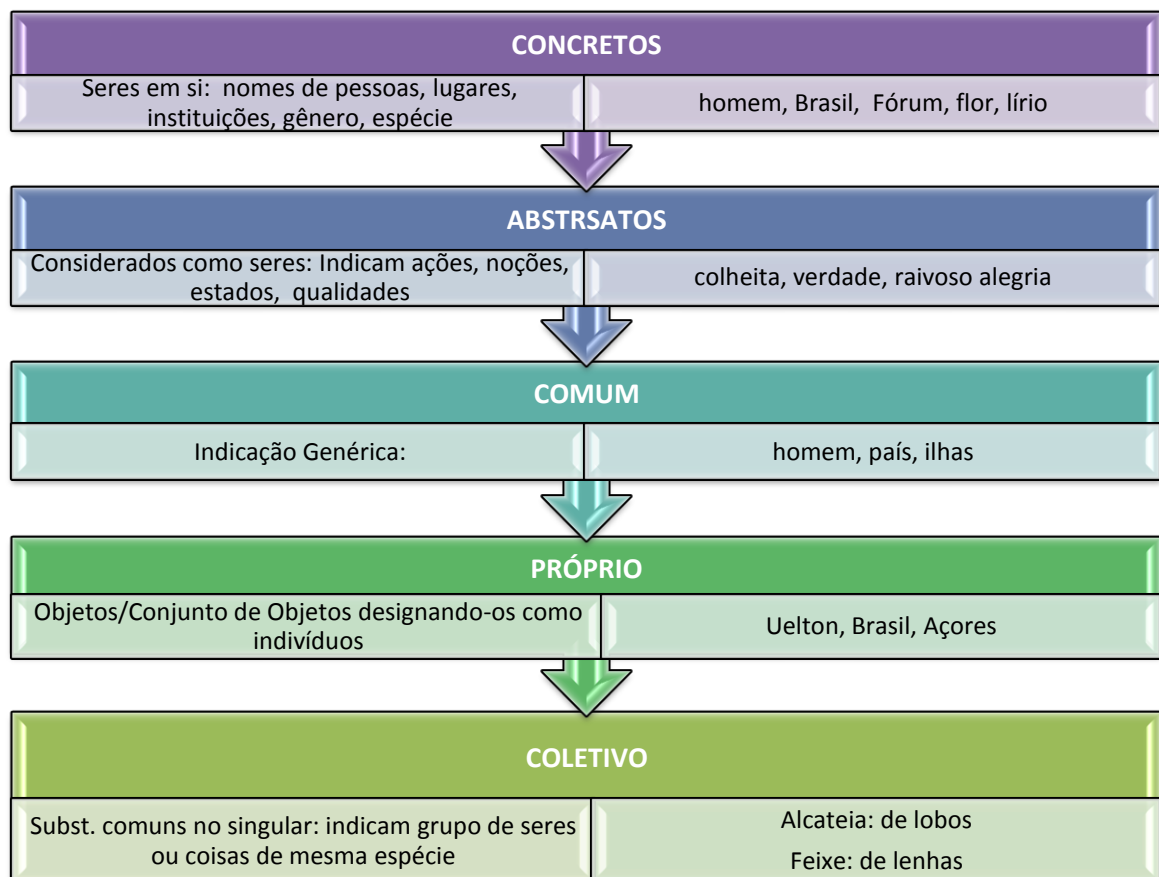 CONCRETOS
Seres em si: nomes de pessoas, lugares,
instituições, gênero, espécie
homem, Brasil, Fórum, flor, lírio
ABSTRSATOS
Considerados como seres: Indicam ações, noções,
estados, qualidades
colheita, verdade, raivoso alegria
COMUM
Indicação Genérica:
homem, país, ilhas
PRÓPRIO
Objetos/Conjunto de Objetos designando-os como
indivíduos
Uelton, Brasil, Açores
COLETIVO
Subst. comuns no singular: indicam grupo de seres
ou coisas de mesma espécie
Alcateia: de lobos
Feixe: de lenhas